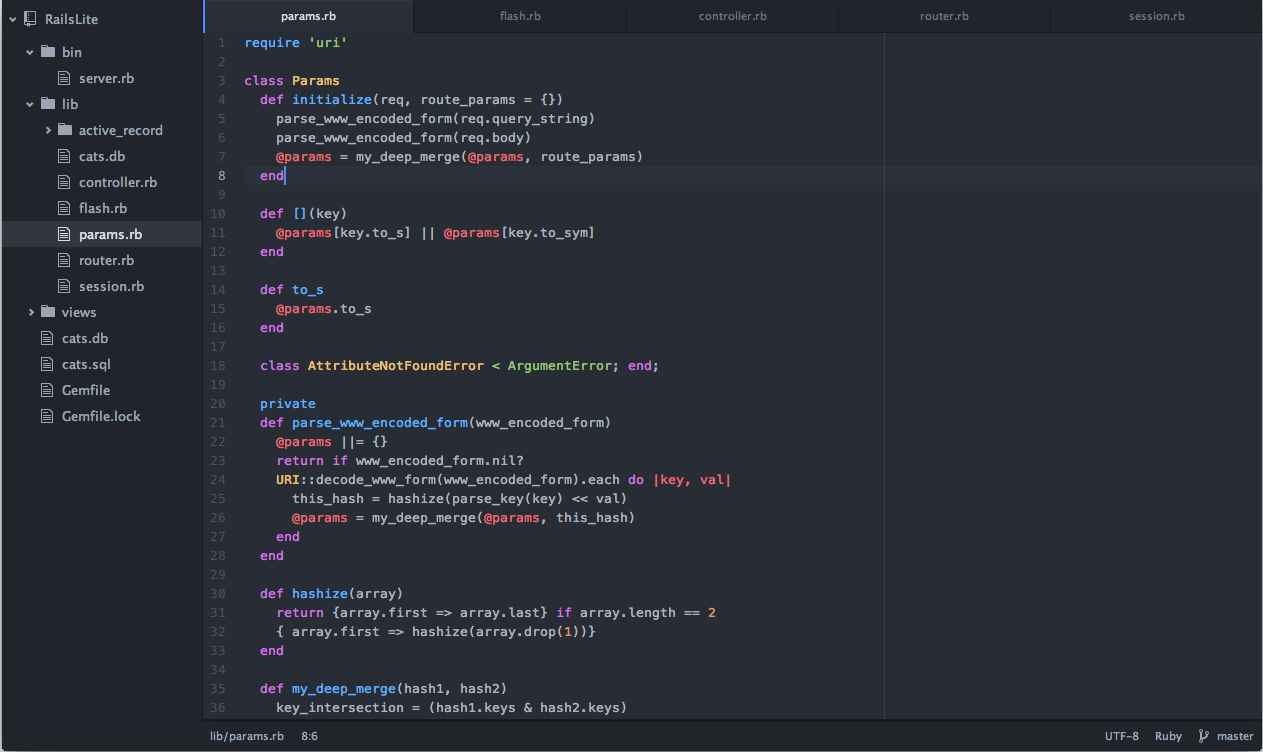 RailsLite
bin
server.rb
lib
active_record
cats.db
controller.rb
flash.rb
params.rb
router.rb
session.rb
views
cats.db
cats.sql
Gemfile
Gemfile.lock
params.rb flash.rb controller.rb router.rb session.rb
1 require 'uri'
2
3 class Params
4 def initialize(req, route_params = {})
5 parse_www_encoded_form(req.query_string)
6 parse_www_encoded_form(req.body)
7 @params = my_deep_merge(@params, route_params)
8 end
9
10 def [](key)
11 @params[key.to_s] || @params[key.to_sym]
12 end
13
14 def to_s
15 @params.to_s
16 end
17
18 class AttributeNotFoundError < ArgumentError; end;
19
20 private
21 def parse_www_encoded_form(www_encoded_form)
22 @params ||= {}
23 return if www_encoded_form.nil?
24 URI::decode_www_form(www_encoded_form).each do |key, val|
25 this_hash = hashize(parse_key(key) << val)
26 @params = my_deep_merge(@params, this_hash)
27 end
28 end
29
30 def hashize(array)
31 return {array.first => array.last} if array.length == 2
32 { array.first => hashize(array.drop(1))}
33 end
34
35 def my_deep_merge(hash1, hash2)
36 key_intersection = (hash1.keys & hash2.keys)
lib/params.rb 8:6 UTF-8 Ruby master